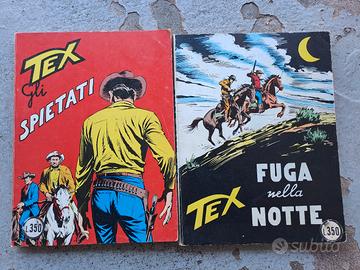 TEX
Gli
SPIETATI
L.350
FUGA
nella
NOTTE
TEX
L.350
subito